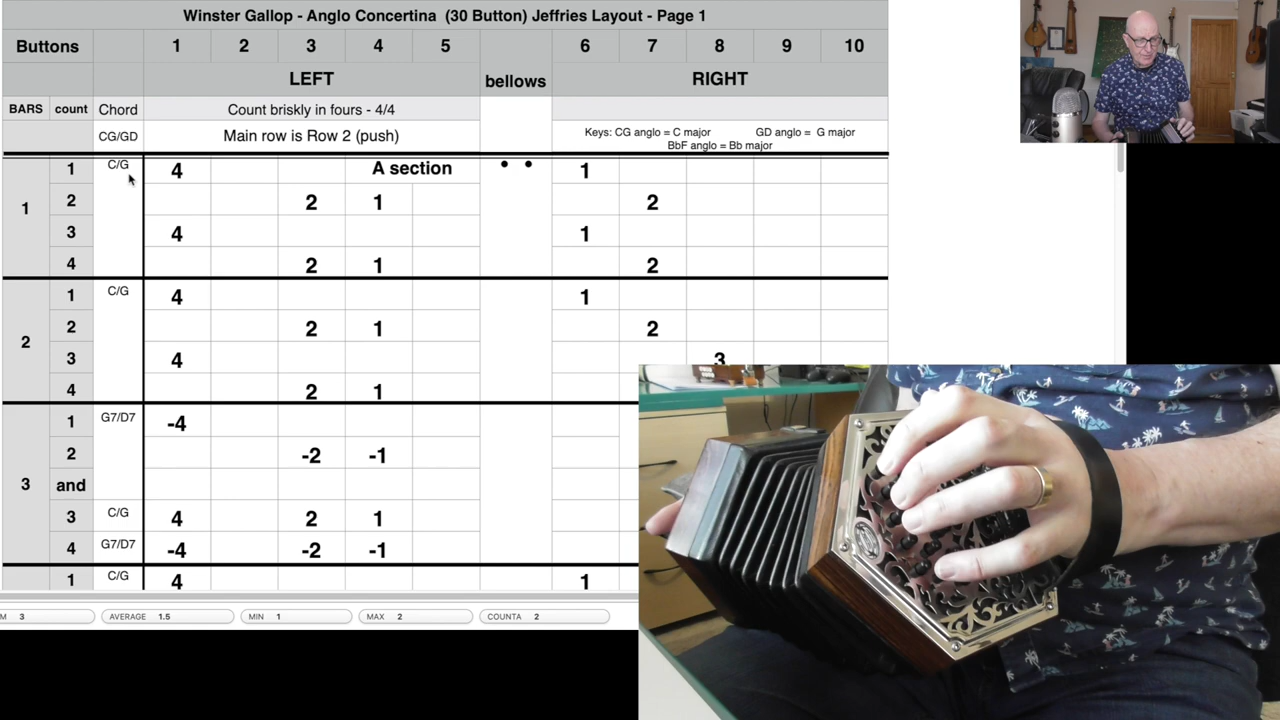 Winster Gallop - Anglo Concertina (30 Button) Jeffries Layout - Page 1
Buttons 1 2 3 4 5 6 7 8 9 10
LEFT bellows RIGHT
BARS count Chord Count briskly in fours - 4/4
CG/GD Main row is Row 2 (push) Keys: CG anglo = C major GD anglo = G major
BbF anglo = Bb major
1 C/G 4 A section • • 1
1 2 2 1 2
3 4 1
4 2 1 2
1 C/G 4 1
2 2 2 1 2
3 4 3
4 2 1
1 G7/D7 -4
2 -2 -1
3 and
3 C/G 4 2 1
4 G7/D7 -4 -2 -1
1 C/G 4 1
M 3 AVERAGE 1.5 MIN 1 MAX 2 COUNTA 2